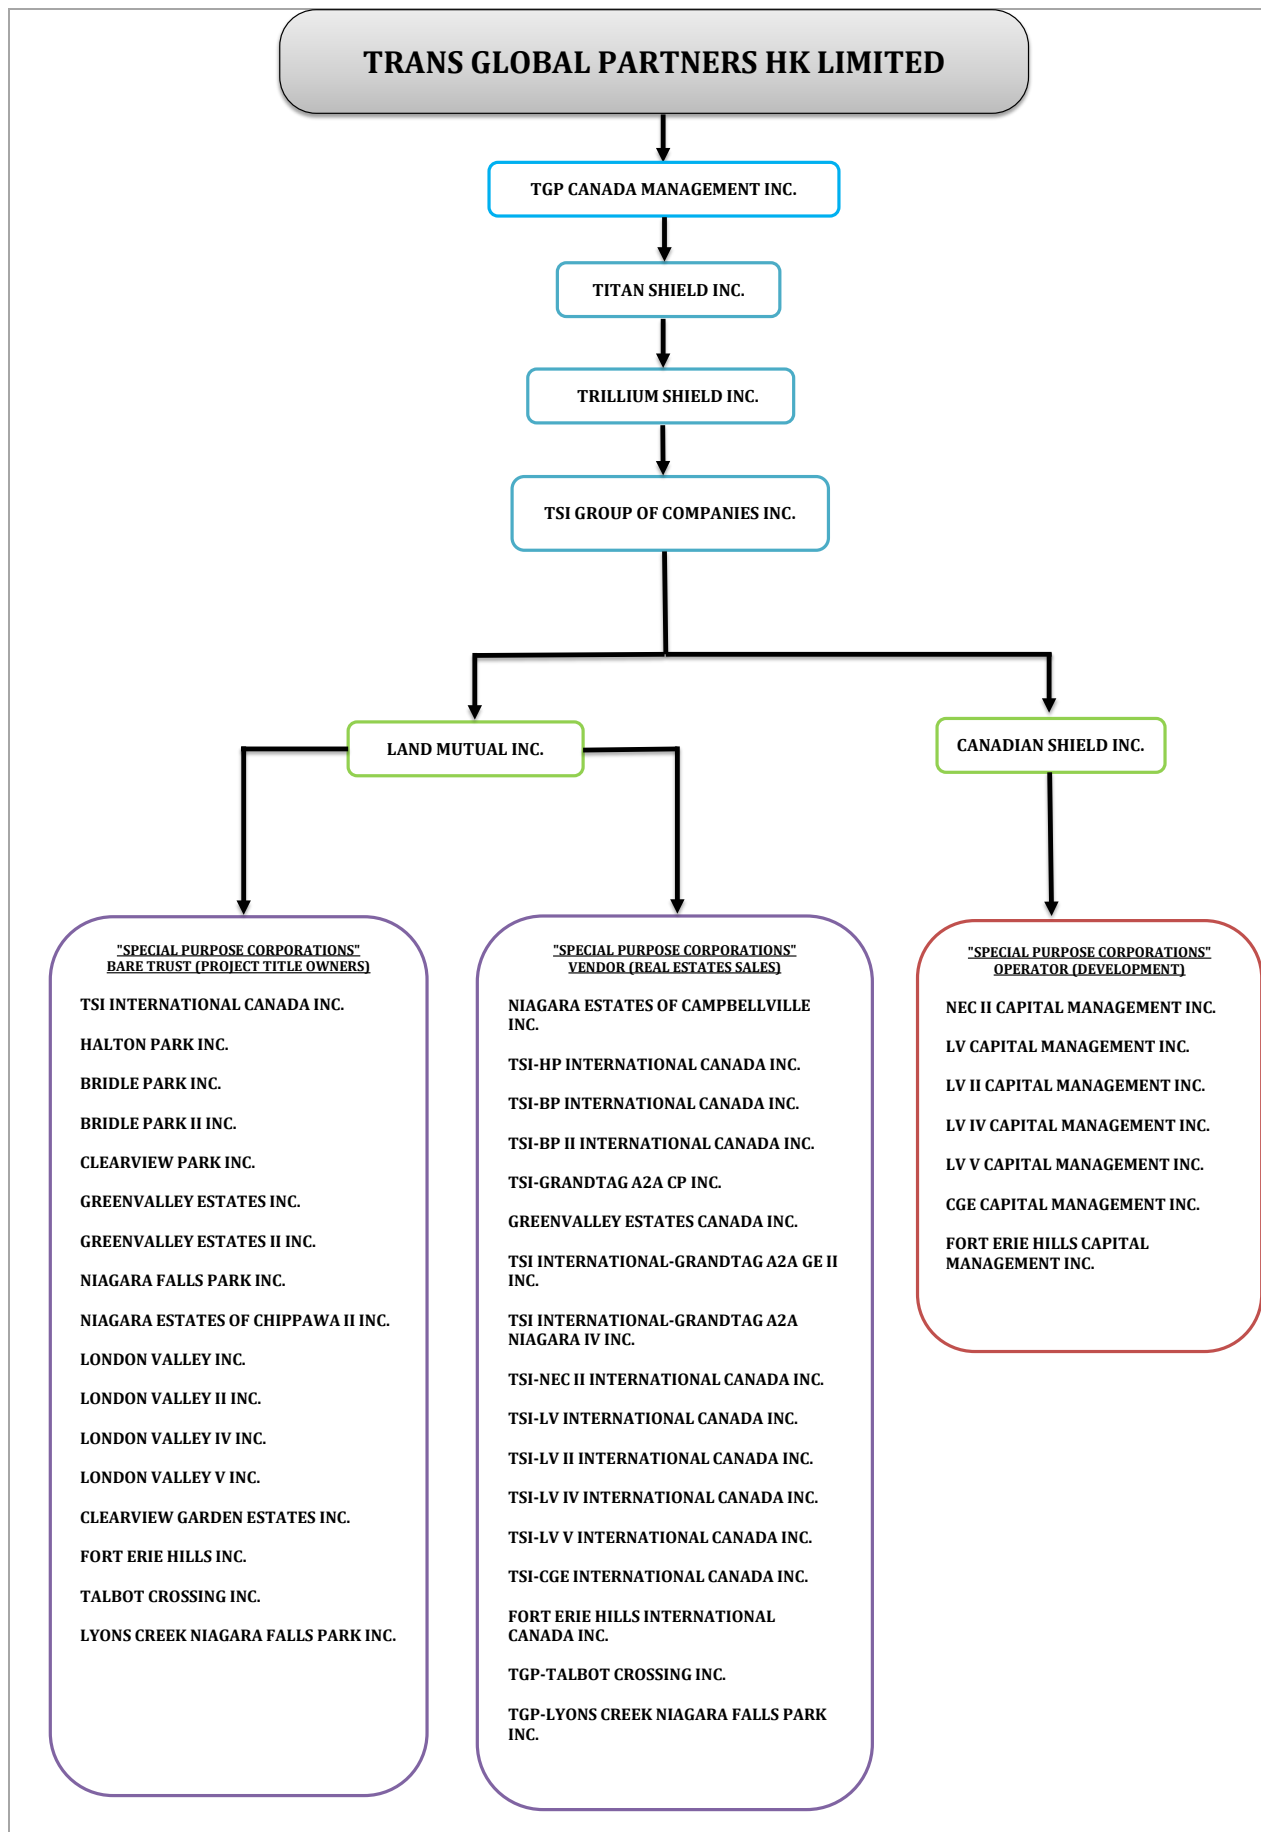 TRANS GLOBAL PARTNERS HK LIMITED
TGP CANADA MANAGEMENT INC.
TITAN SHIELD INC.
TRILLIUM SHIELD INC.
TSI GROUP OF COMPANIES INC.
LAND MUTUAL INC.
CANADIAN SHIELD INC.
"SPECIAL PURPOSE CORPORATIONS"
BARE TRUST (PROJECT TITLE OWNERS)
TSI INTERNATIONAL CANADA INC.
HALTON PARK INC.
BRIDLE PARK INC.
BRIDLE PARK II INC.
CLEARVIEW PARK INC.
GREENVALLEY ESTATES INC.
GREENVALLEY ESTATES II INC.
NIAGARA FALLS PARK INC.
NIAGARA ESTATES OF CHIPPAWA II INC.
LONDON VALLEY INC.
LONDON VALLEY II INC.
LONDON VALLEY IV INC.
LONDON VALLEY V INC.
CLEARVIEW GARDEN ESTATES INC.
FORT ERIE HILLS INC.
TALBOT CROSSING INC.
LYONS CREEK NIAGARA FALLS PARK INC.
"SPECIAL PURPOSE CORPORATIONS"
VENDOR (REAL ESTATES SALES)
NIAGARA ESTATES OF CAMPBELLVILLE
INC.
TSI-HP INTERNATIONAL CANADA INC.
TSI-BP INTERNATIONAL CANADA INC.
TSI-BP II INTERNATIONAL CANADA INC.
TSI-GRANDTAG A2A CP INC.
GREENVALLEY ESTATES CANADA INC.
TSI INTERNATIONAL-GRANDTAG A2A GE II
INC.
TSI INTERNATIONAL-GRANDTAG A2A
NIAGARA IV INC.
TSI-NEC II INTERNATIONAL CANADA INC.
TSI-LV INTERNATIONAL CANADA INC.
TSI-LV II INTERNATIONAL CANADA INC.
TSI-LV IV INTERNATIONAL CANADA INC.
TSI-LV V INTERNATIONAL CANADA INC.
TSI-CGE INTERNATIONAL CANADA INC.
FORT ERIE HILLS INTERNATIONAL
CANADA INC.
TGP-TALBOT CROSSING INC.
TGP-LYONS CREEK NIAGARA FALLS PARK
INC.
"SPECIAL PURPOSE CORPORATIONS"
OPERATOR (DEVELOPMENT)
NEC II CAPITAL MANAGEMENT INC.
LV CAPITAL MANAGEMENT INC.
LV II CAPITAL MANAGEMENT INC.
LV IV CAPITAL MANAGEMENT INC.
LV V CAPITAL MANAGEMENT INC.
CGE CAPITAL MANAGEMENT INC.
FORT ERIE HILLS CAPITAL
MANAGEMENT INC.